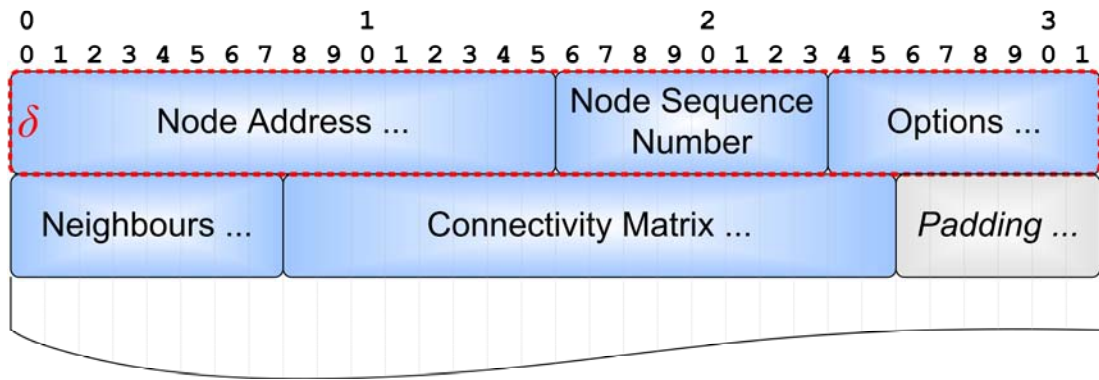 0 1 2 3
0 1 2 3 4 5 6 7 8 9 0 1 2 3 4 5 6 7 8 9 0 1 2 3 4 5 6 7 8 9 0 1
δ Node Address ... Node Sequence Number Options ...
Neighbours ... Connectivity Matrix ... Padding ...